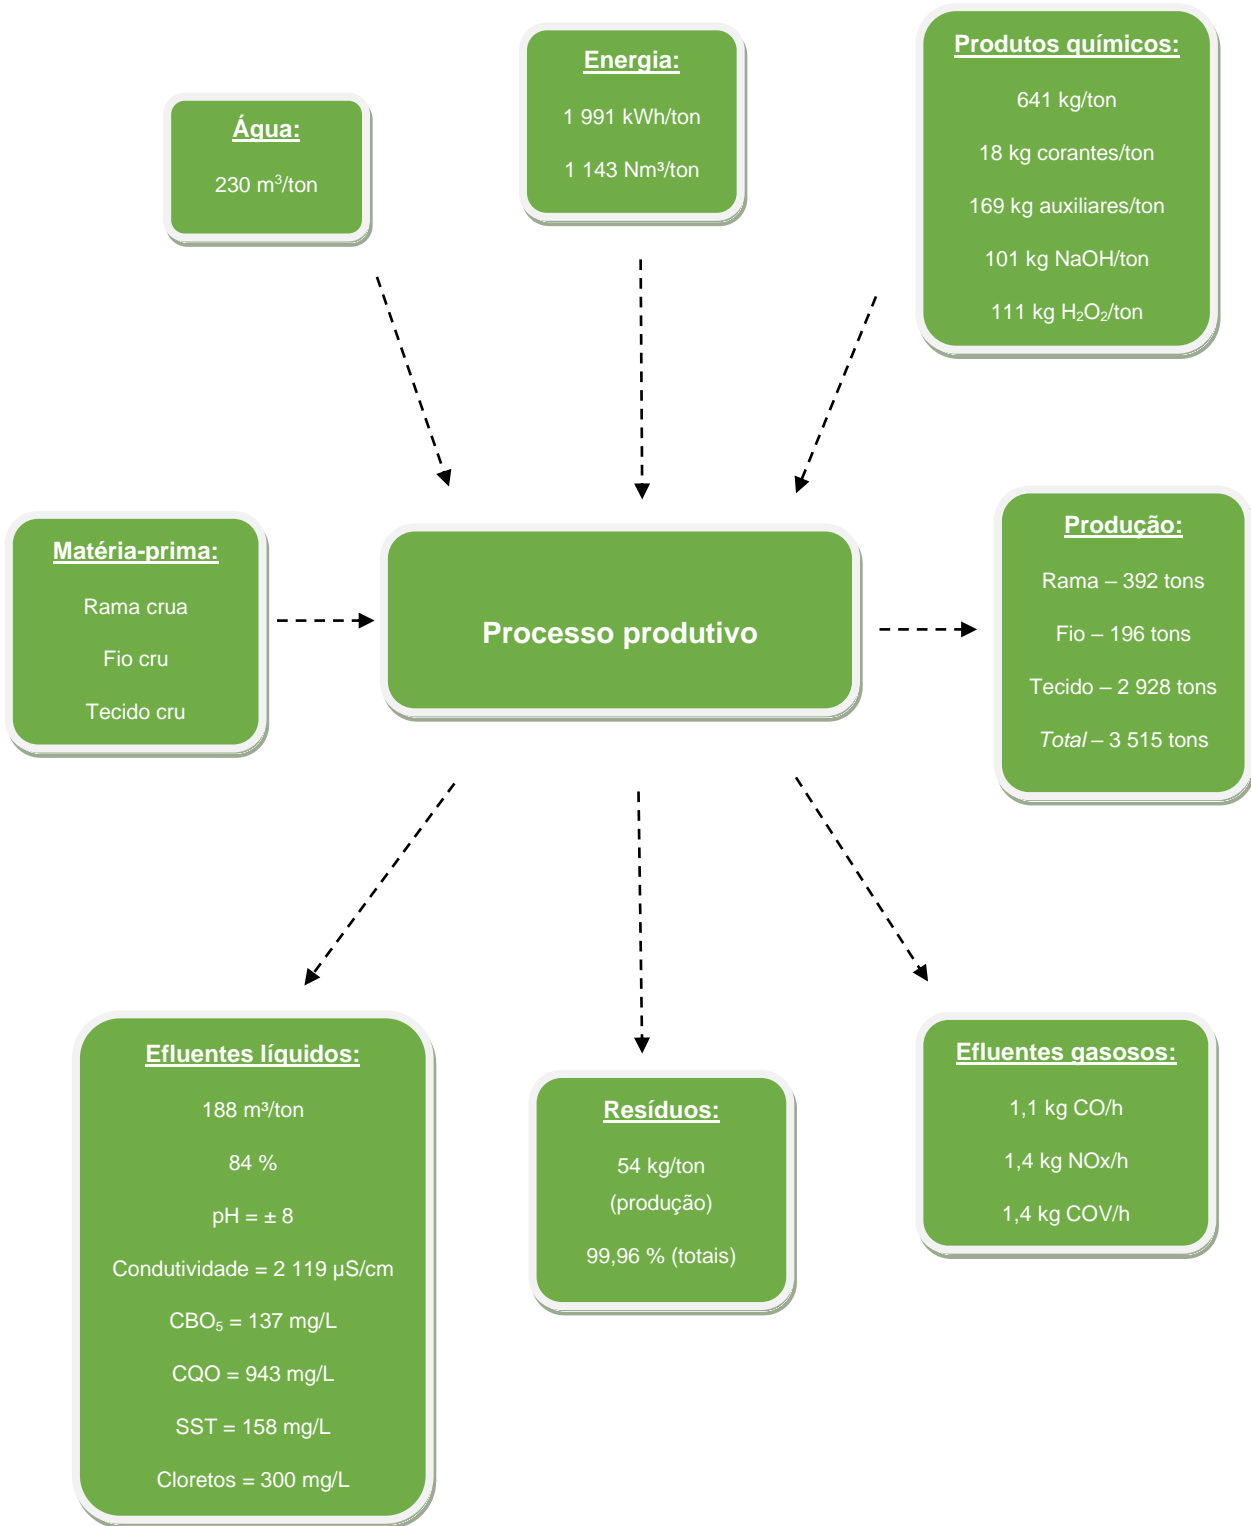 Água:
230 m³/ton
Energia:
1 991 kWh/ton
1 143 Nm³/ton
Produtos químicos:
641 kg/ton
18 kg corantes/ton
169 kg auxiliares/ton
101 kg NaOH/ton
111 kg H₂O₂/ton
Matéria-prima:
Rama crua
Fio cru
Tecido cru
Processo produtivo
Produção:
Rama – 392 tons
Fio – 196 tons
Tecido – 2 928 tons
Total – 3 515 tons
Efluentes líquidos:
188 m³/ton
84 %
pH = ± 8
Condutividade = 2 119 µS/cm
CBO₅ = 137 mg/L
CQO = 943 mg/L
SST = 158 mg/L
Cloretos = 300 mg/L
Resíduos:
54 kg/ton
(produção)
99,96 % (totais)
Efluentes gasosos:
1,1 kg CO/h
1,4 kg NOx/h
1,4 kg COV/h